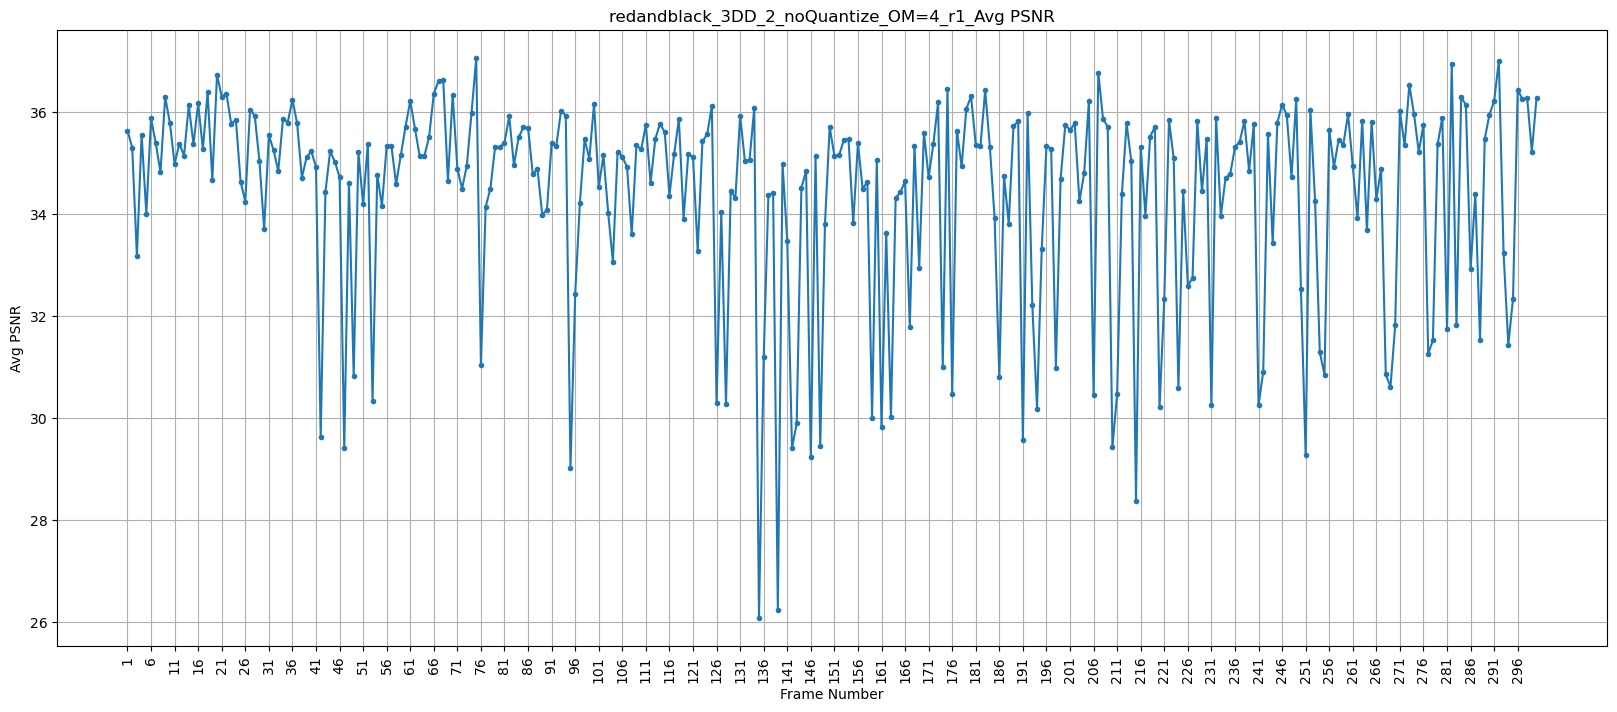 redandblack_3DD_2_noQuantize_OM=4_r1_Avg PSNR
Avg PSNR
36
34
32
30
28
26
1 6 11 16 21 26 31 36 41 46 51 56 61 66 71 76 81 86 91 96 101 106 111 116 121 126 131 136 141 146 151 156 161 166 171 176 181 186 191 196 201 206 211 216 221 226 231 236 241 246 251 256 261 266 271 276 281 286 291 296
Frame Number